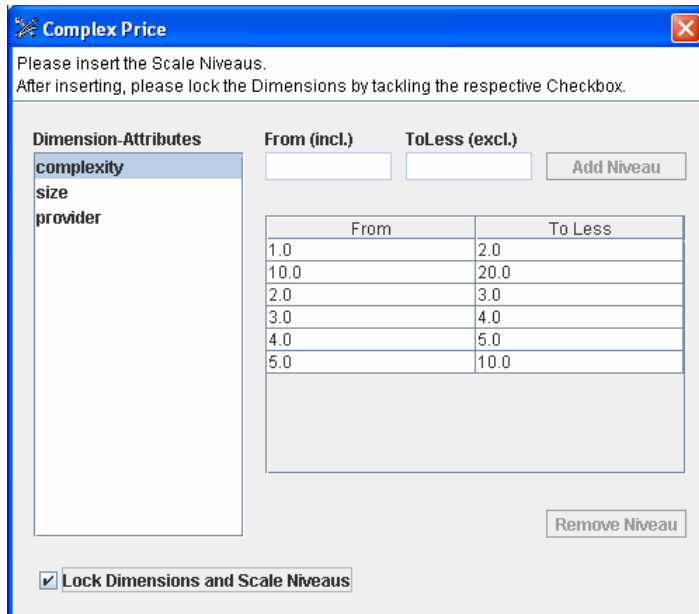 Complex Price
Please insert the Scale Niveaus.
After inserting, please lock the Dimensions by tackling the respective Checkbox.
Dimension-Attributes
complexity
size
provider
From (incl.) ToLess (excl.)
Add Niveau
From To Less
1.0 2.0
10.0 20.0
2.0 3.0
3.0 4.0
4.0 5.0
5.0 10.0
Remove Niveau
Lock Dimensions and Scale Niveaus